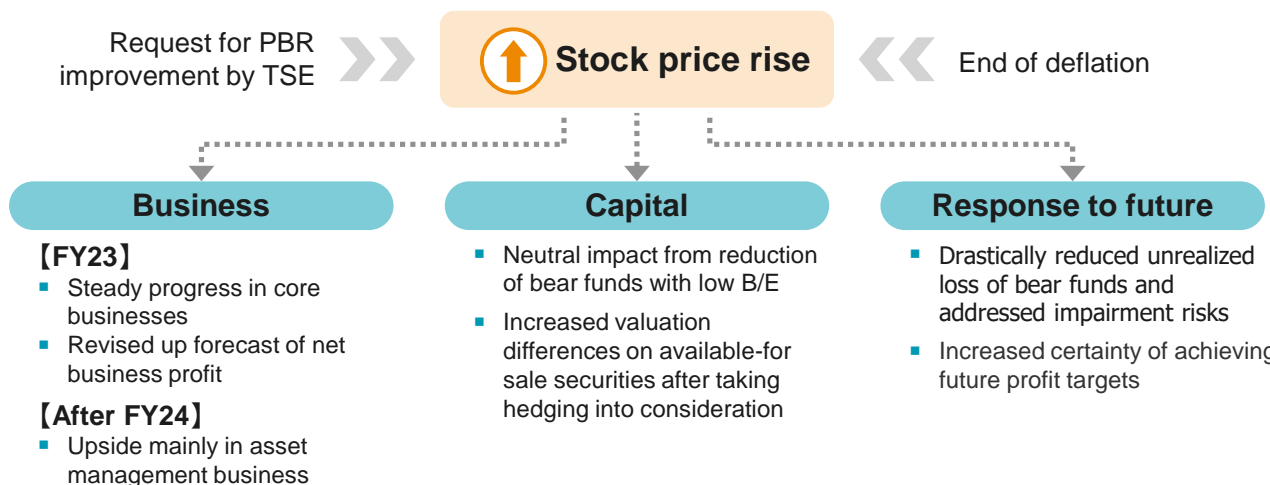 Request for PBR
improvement by TSE
Stock price rise
End of deflation
Business
【FY23】
■ Steady progress in core
businesses
■ Revised up forecast of net
business profit
【After FY24】
■ Upside mainly in asset
management business
Capital
■ Neutral impact from reduction
of bear funds with low B/E
■ Increased valuation
differences on available-for
sale securities after taking
hedging into consideration
Response to future
■ Drastically reduced unrealized
loss of bear funds and
addressed impairment risks
■ Increased certainty of achieving
future profit targets